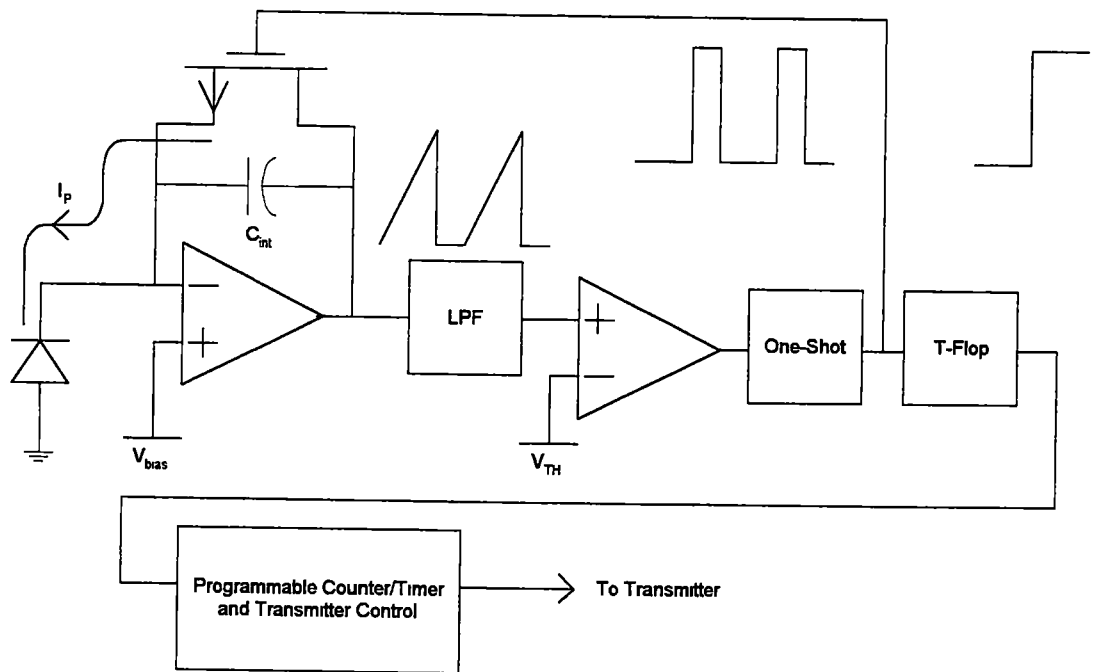 I_P
C_int
−
+
V_bias
LPF
+
−
V_TH
One-Shot
T-Flop
Programmable Counter/Timer
and Transmitter Control
To Transmitter